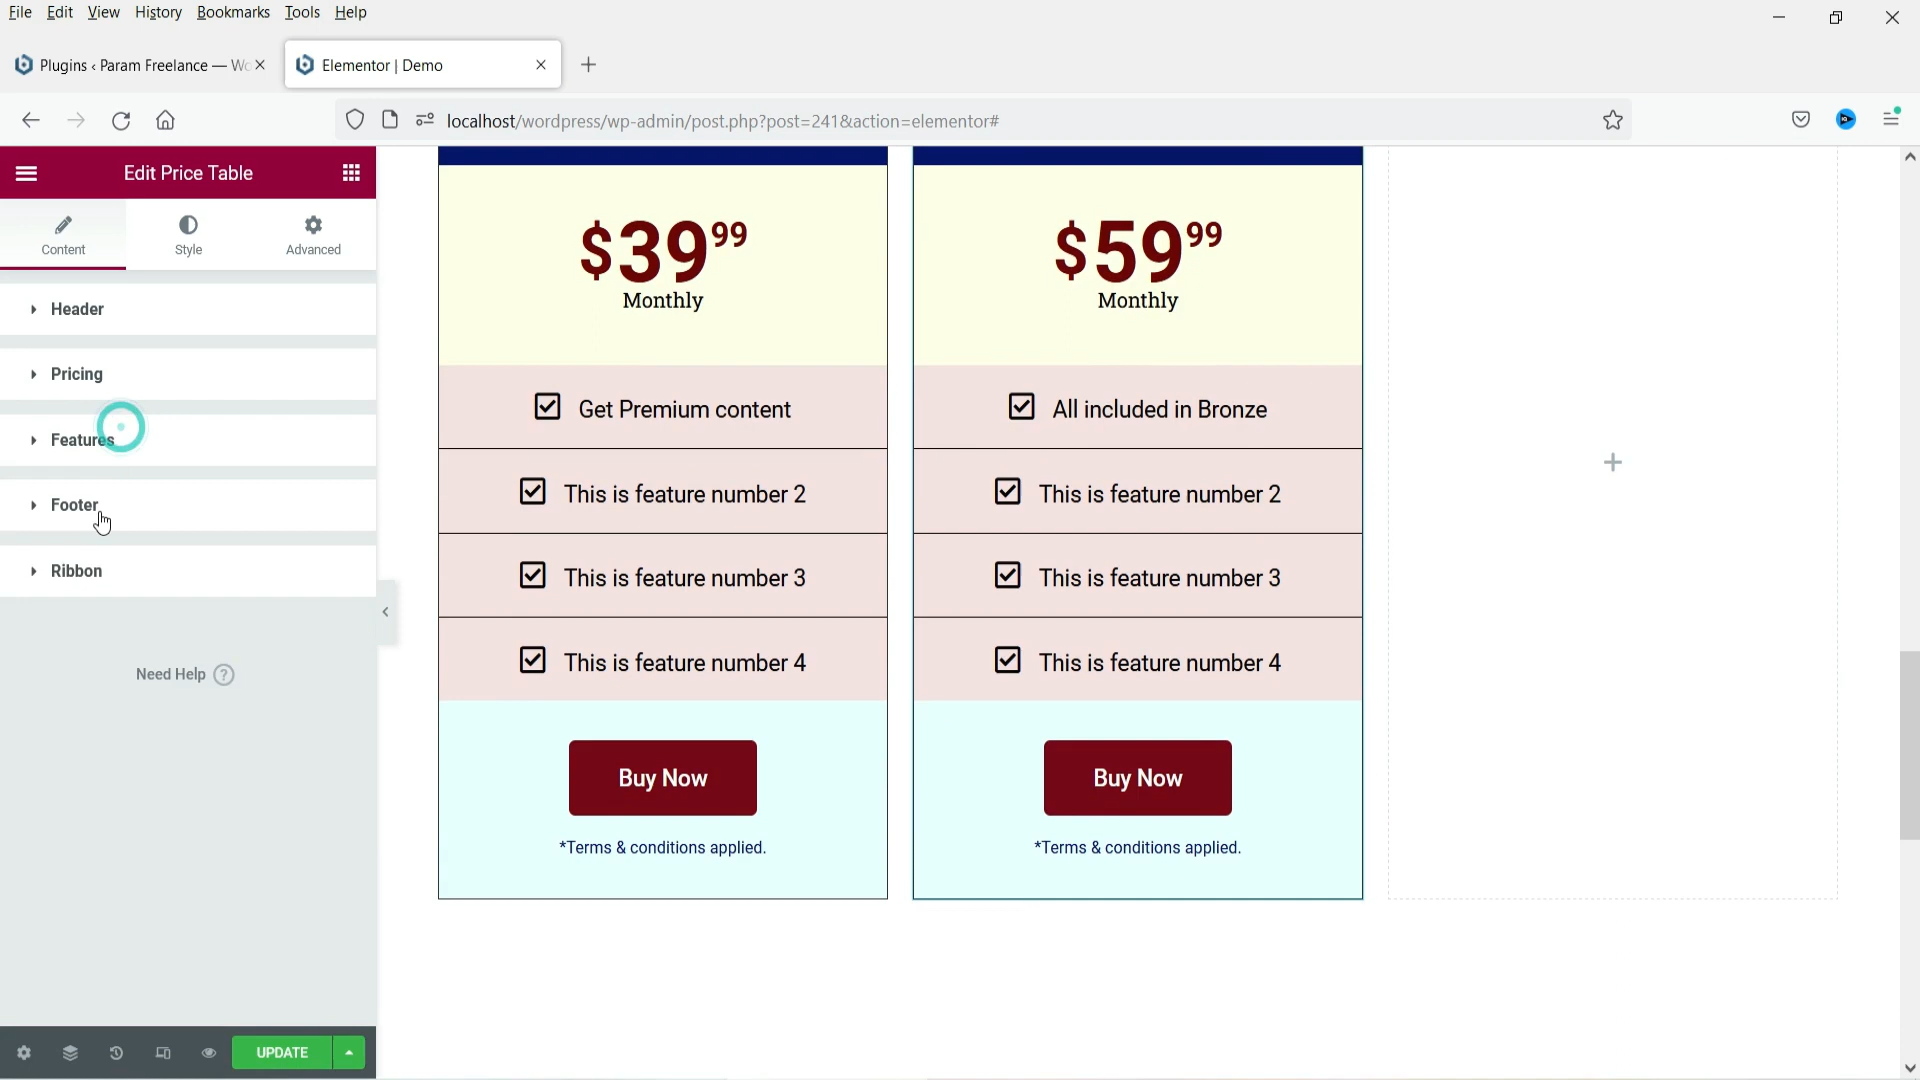 File Edit View History Bookmarks Tools Help
Plugins ‹ Param Freelance — Wo
Elementor | Demo
localhost/wordpress/wp-admin/post.php?post=241&action=elementor#
Edit Price Table
Content
Style
Advanced
Header
Pricing
Features
Footer
Ribbon
Need Help ?
UPDATE
$39 99
Monthly
Get Premium content
This is feature number 2
This is feature number 3
This is feature number 4
Buy Now
*Terms & conditions applied.
$59 99
Monthly
All included in Bronze
This is feature number 2
This is feature number 3
This is feature number 4
Buy Now
*Terms & conditions applied.